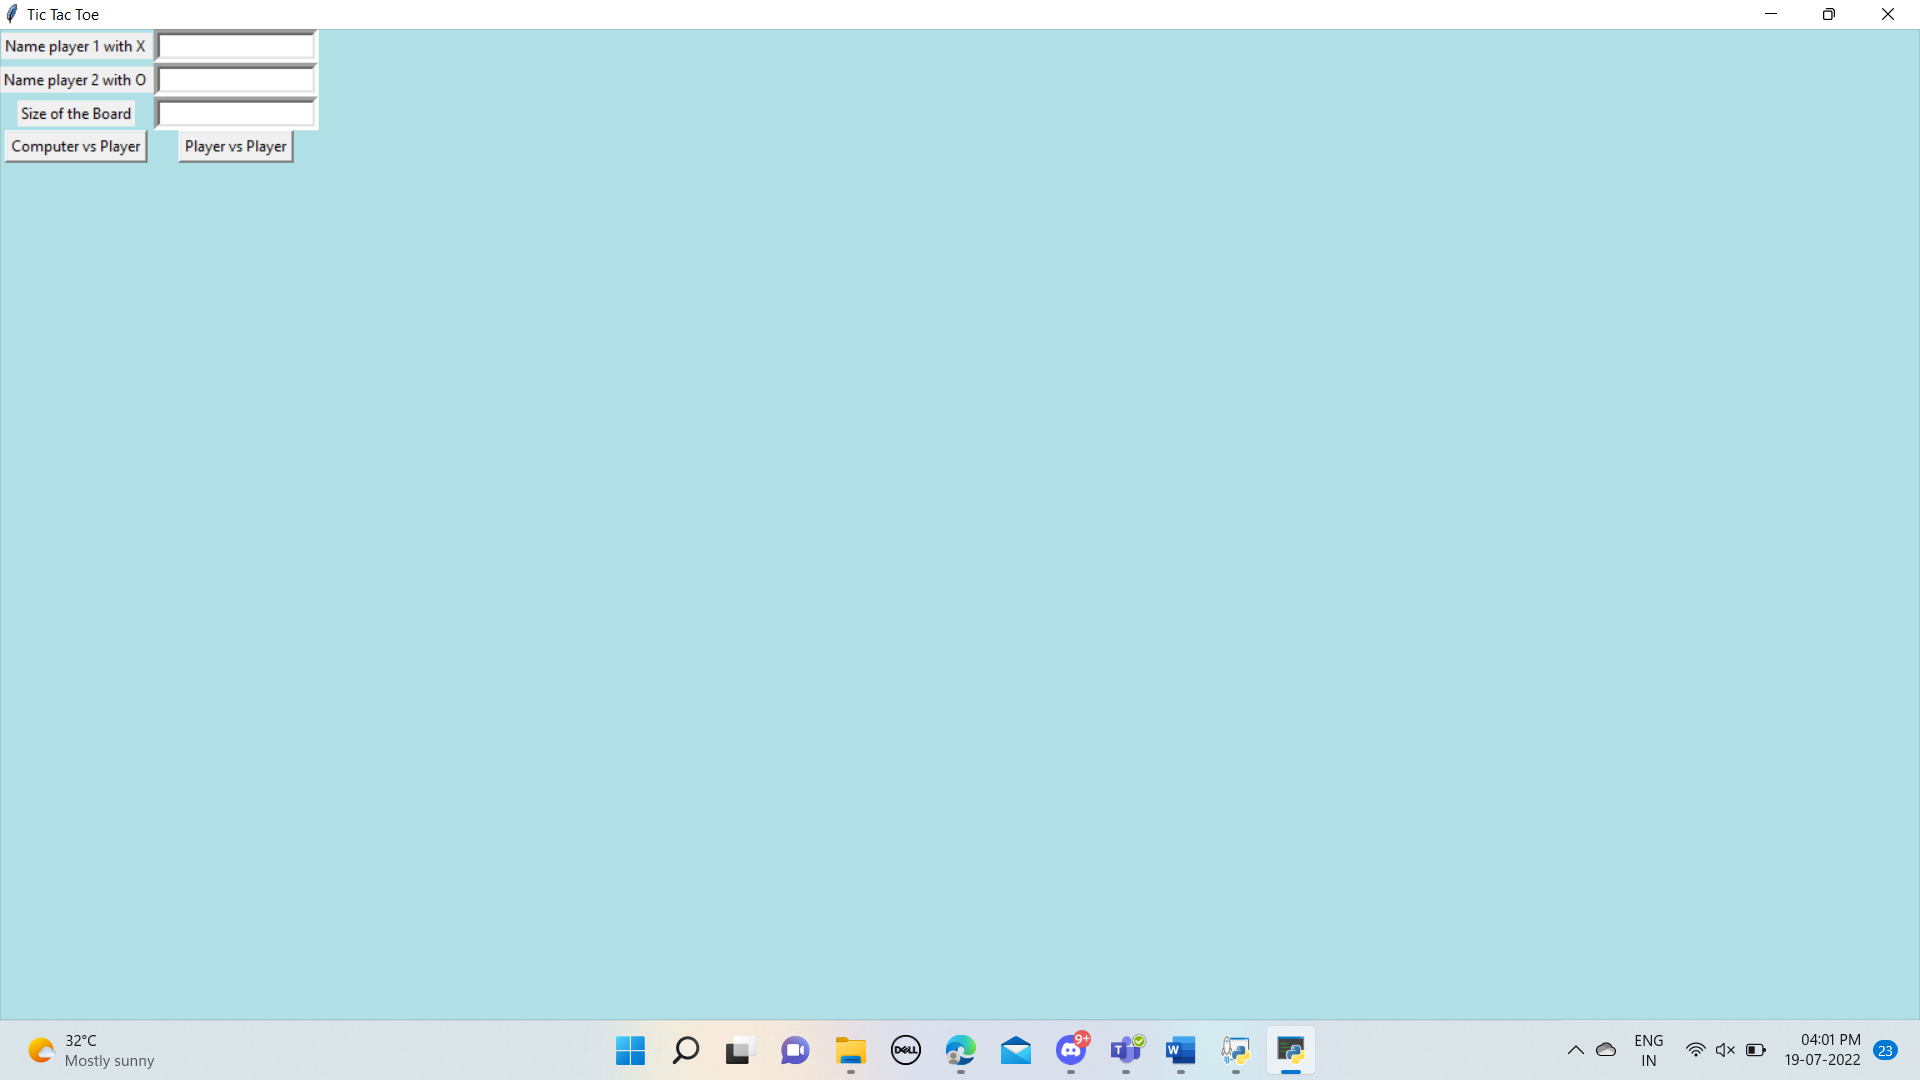 Tic Tac Toe
Name player 1 with X
Name player 2 with O
Size of the Board
Computer vs Player
Player vs Player
32°C
Mostly sunny
DELL
9+
T
W
ENG
IN
04:01 PM
19-07-2022
23